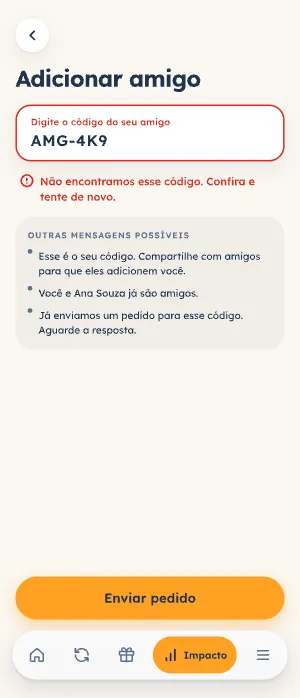 Adicionar amigo
Digite o código do seu amigo
AMG-4K9
Não encontramos esse código. Confira e
tente de novo.
OUTRAS MENSAGENS POSSÍVEIS
Esse é o seu código. Compartilhe com amigos
para que eles adicionem você.
Você e Ana Souza já são amigos.
Já enviamos um pedido para esse código.
Aguarde a resposta.
Enviar pedido
Impacto